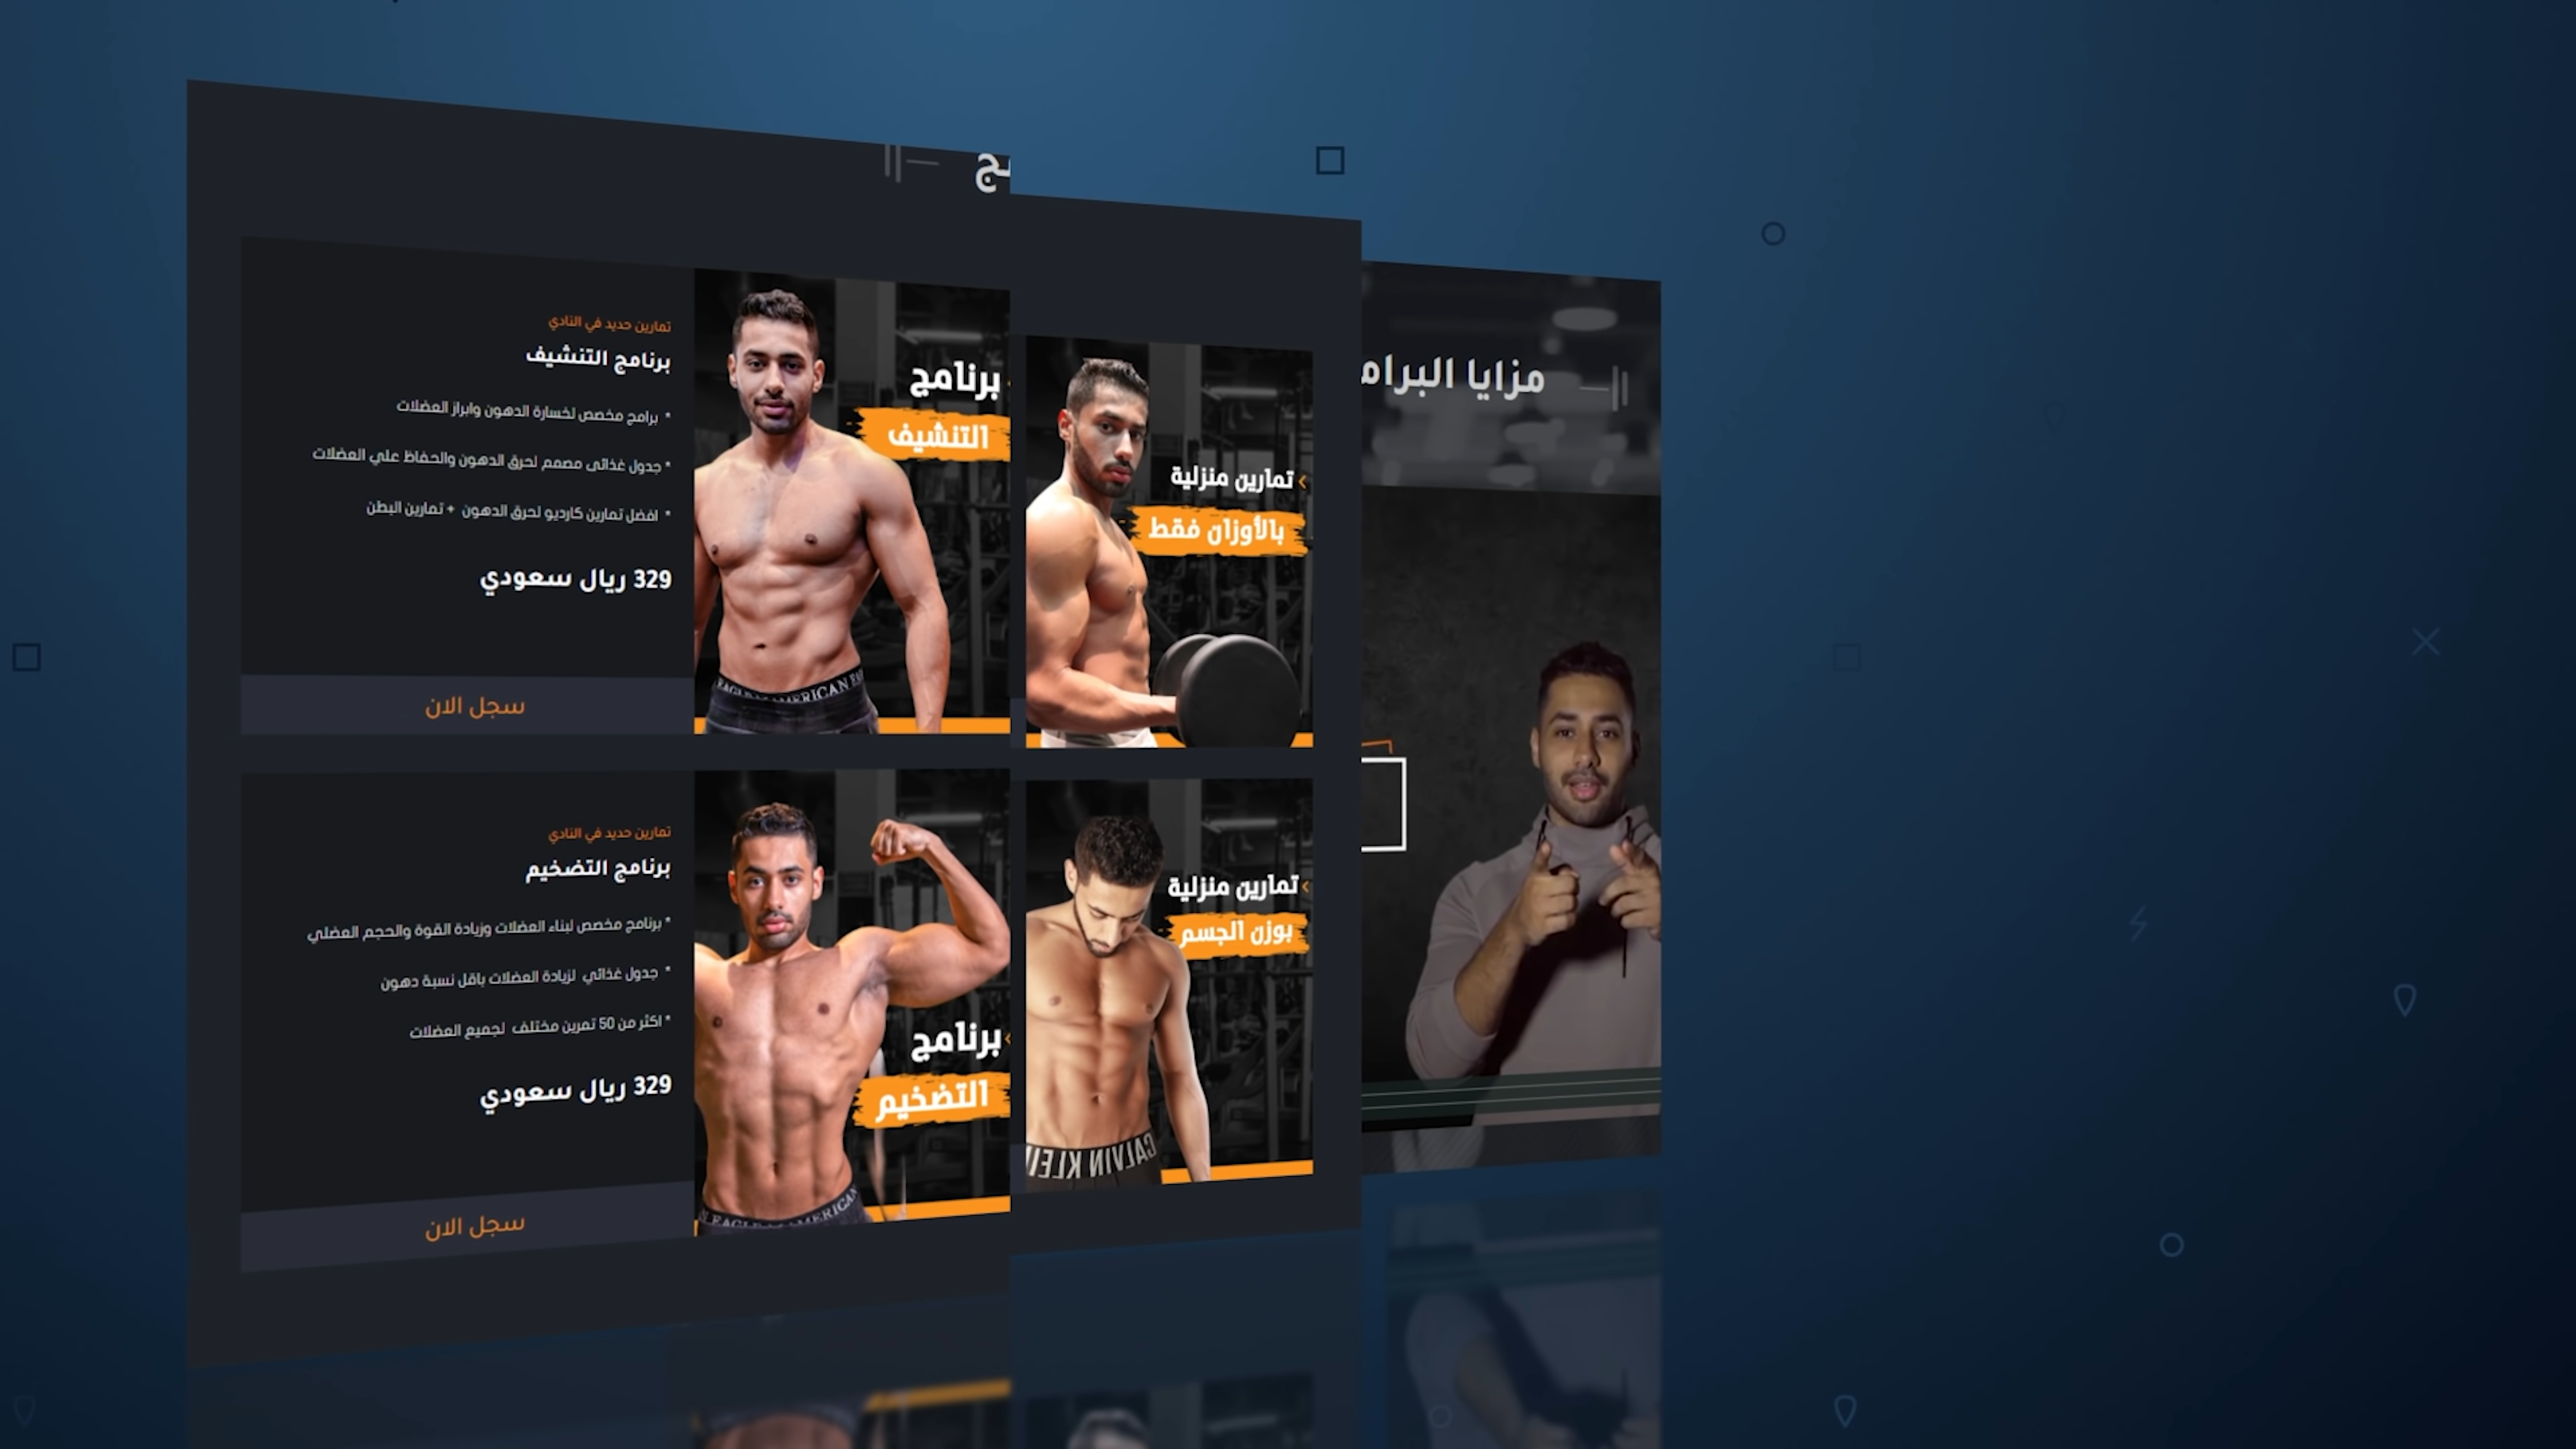 تمارين حديد في النادي
برنامج التنشيف
* برامج مخصص لخسارة الدهون وابراز العضلات
* جدول غذائى مصمم لحرق الدهون والحفاظ علي العضلات
* افضل تمارين كارديو لحرق الدهون + تمارين البطن
329 ريال سعودي
سجل الان
برنامج
التنشيف
تمارين حديد في النادي
برنامج التضخيم
* برنامج مخصص لبناء العضلات وزيادة القوة والحجم العضلي
* جدول غذائي لزيادة العضلات باقل نسبة دهون
* اكثر من 50 تمرين مختلف لجميع العضلات
329 ريال سعودي
سجل الان
برنامج
التضخيم
تمارين منزلية
بالأوزان فقط
تمارين منزلية
بوزن الجسم
CALVIN KLEIN
مزايا